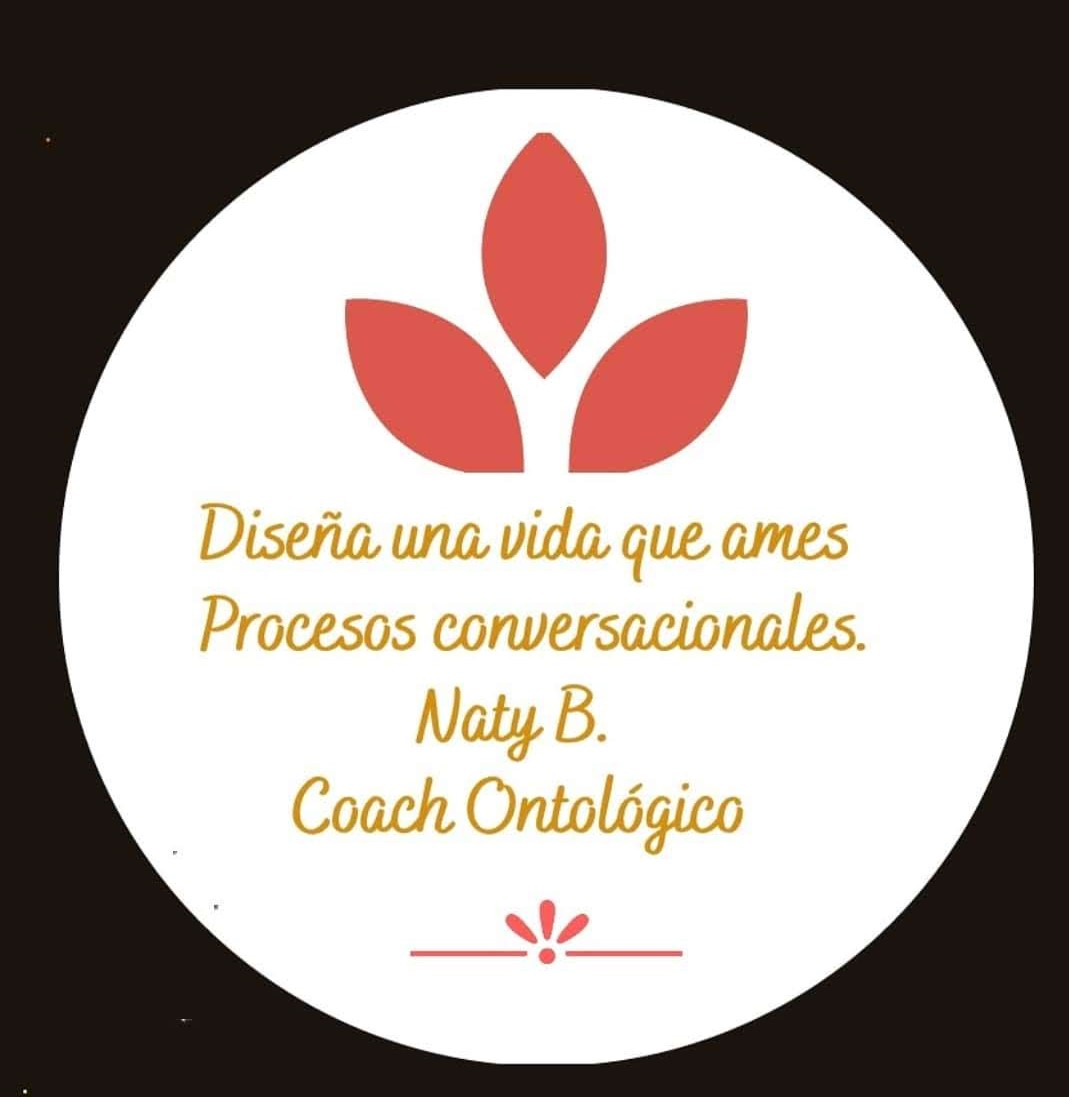 Diseña una vida que ames
Procesos conversacionales.
Naty B.
Coach Ontológico